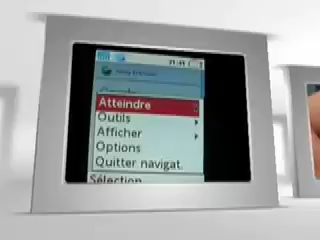 Atteindre
Outils
Afficher
Options
Quitter navigat.
Sélection